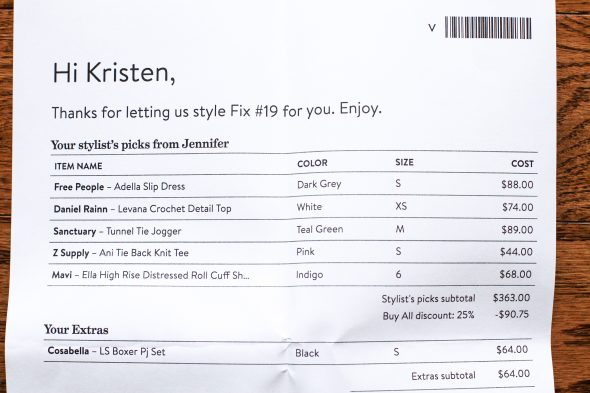 V
Hi Kristen,
Thanks for letting us style Fix #19 for you. Enjoy.
Your stylist's picks from Jennifer
ITEM NAME COLOR SIZE COST
Free People – Adella Slip Dress Dark Grey S $88.00
Daniel Rainn – Levana Crochet Detail Top White XS $74.00
Sanctuary – Tunnel Tie Jogger Teal Green M $89.00
Z Supply – Ani Tie Back Knit Tee Pink S $44.00
Mavi – Ella High Rise Distressed Roll Cuff Sh... Indigo 6 $68.00
Stylist's picks subtotal $363.00
Buy All discount: 25% -$90.75
Your Extras
Cosabella – LS Boxer Pj Set Black S $64.00
Extras subtotal $64.00